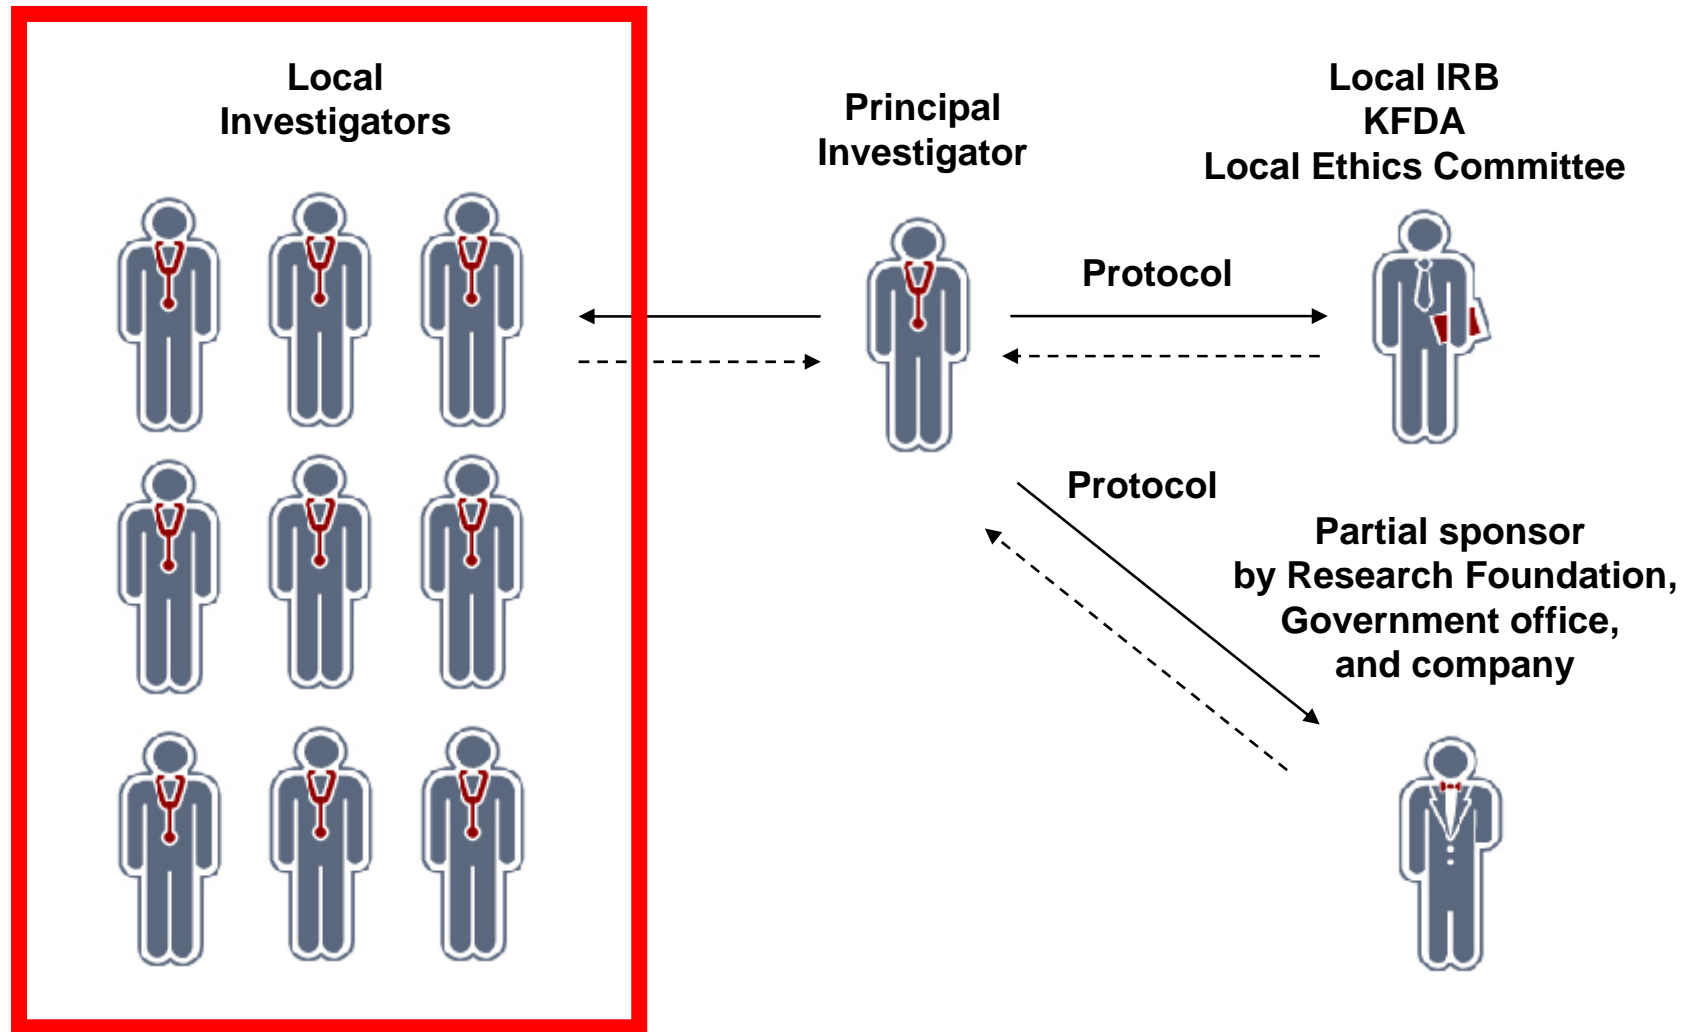 Local
Investigators
Principal
Investigator
Local IRB
KFDA
Local Ethics Committee
Protocol
Protocol
Partial sponsor
by Research Foundation,
Government office,
and company